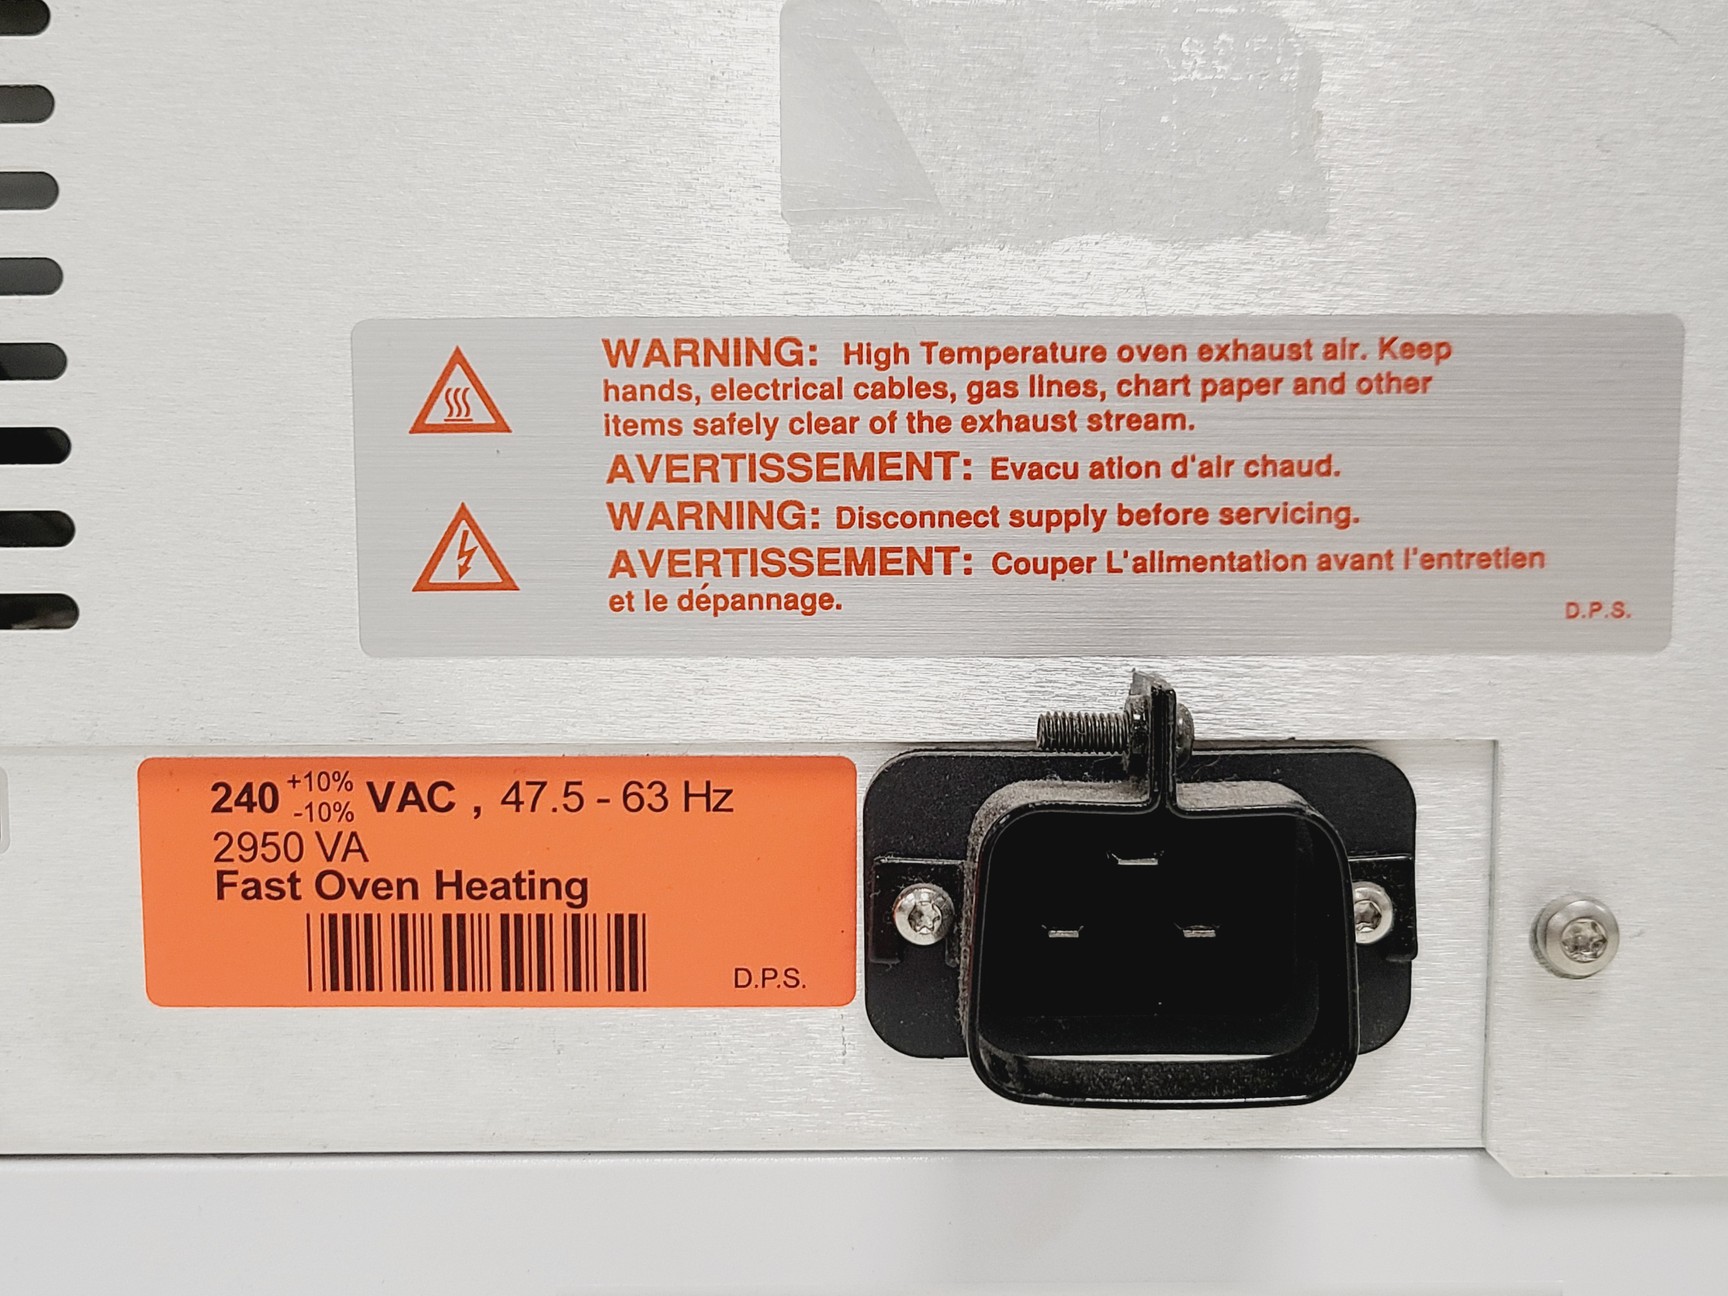 WARNING: High Temperature oven exhaust air. Keep
hands, electrical cables, gas lines, chart paper and other
items safely clear of the exhaust stream.
AVERTISSEMENT: Evacu ation d'air chaud.
WARNING: Disconnect supply before servicing.
AVERTISSEMENT: Couper L'alimentation avant l'entretien
et le dépannage.
D.P.S.
240 +10% -10% VAC , 47.5 - 63 Hz
2950 VA
Fast Oven Heating
D.P.S.